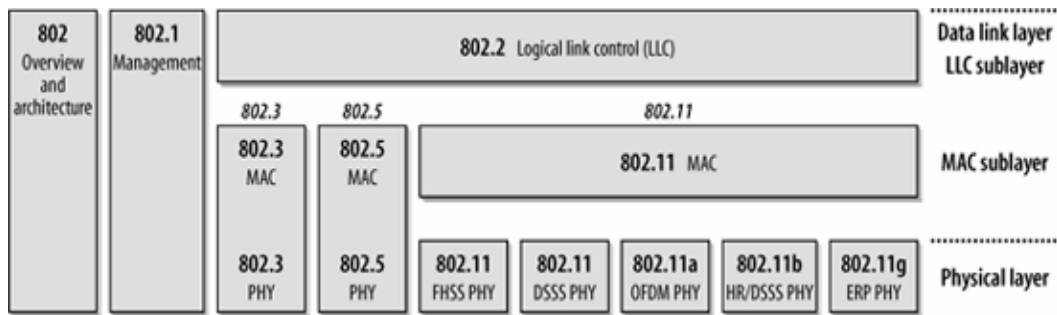 802
Overview
and
architecture
802.1
Management
802.2 Logical link control (LLC)
Data link layer
LLC sublayer
802.3
802.5
802.11
802.3
MAC
802.5
MAC
802.11 MAC
MAC sublayer
802.3
PHY
802.5
PHY
802.11
FHSS PHY
802.11
DSSS PHY
802.11a
OFDM PHY
802.11b
HR/DSSS PHY
802.11g
ERP PHY
Physical layer